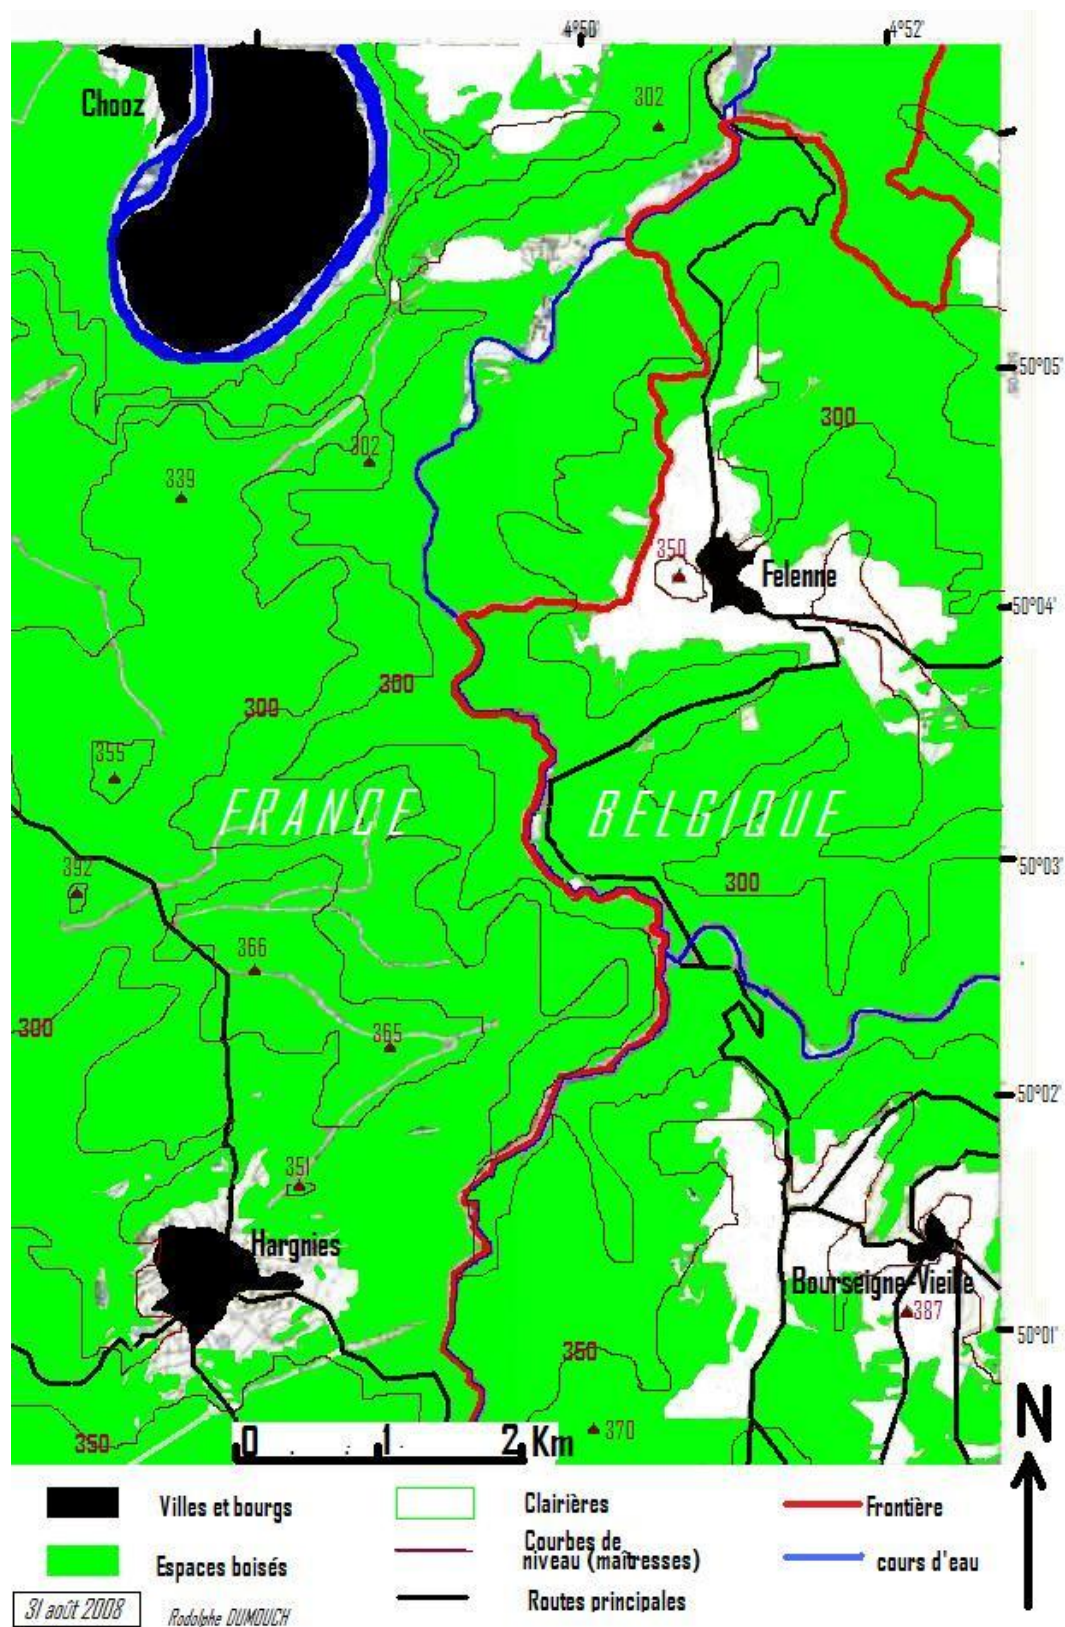 4°50' 4°52'
Chooz
302
50°05'
300
302
339
350
Felenne
50°04'
300
300
355
FRANCE BELGIQUE
392
300
50°03'
366
300
365
50°02'
351
Hargnies
Bourseigne-Vieille
387
50°01'
350
370
350
0 1 2 Km
N
Villes et bourgs
Clairières
Frontière
Espaces boisés
Courbes de
niveau (maîtresses)
cours d'eau
Routes principales
31 août 2008
Rodolphe DUMOUCH